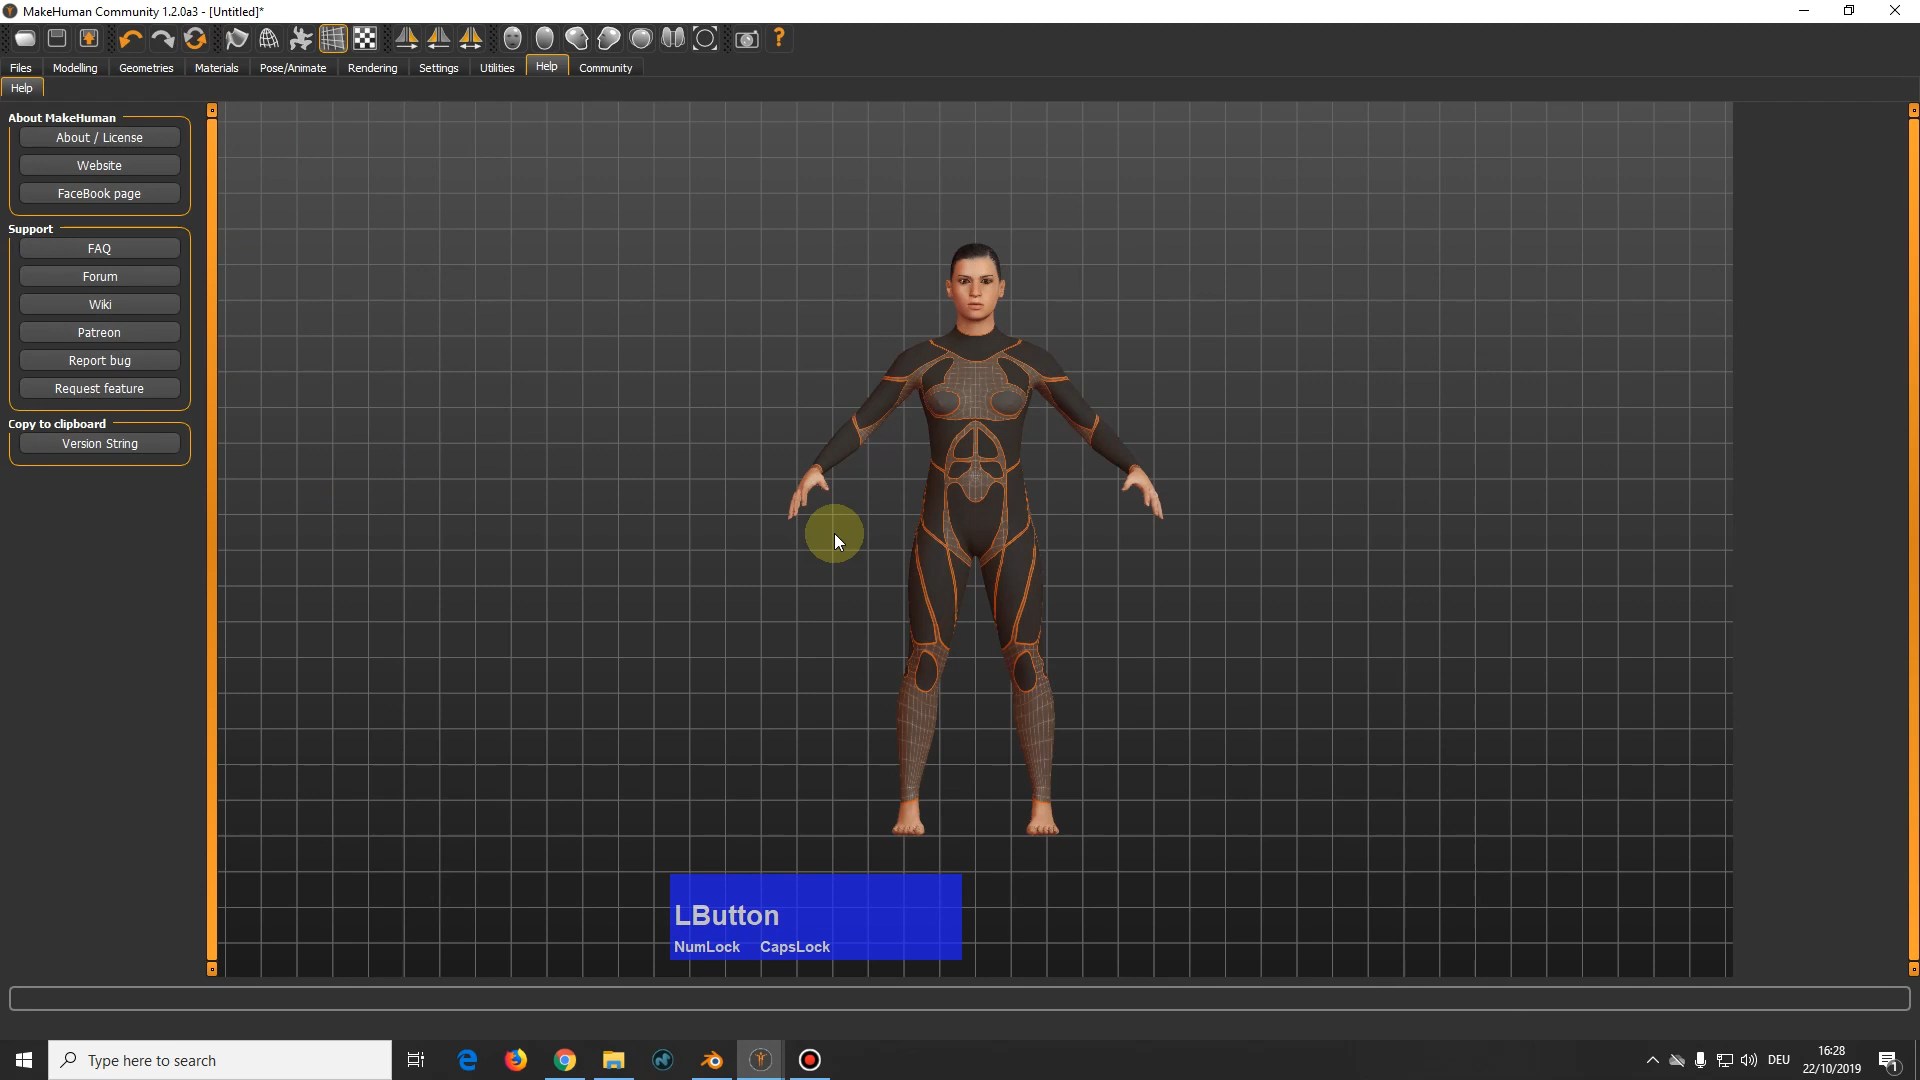 MakeHuman Community 1.2.0a3 - [Untitled]*
Files Modelling Geometries Materials Pose/Animate Rendering Settings Utilities Help Community
Help
About MakeHuman
About / License
Website
FaceBook page
Support
FAQ
Forum
Wiki
Patreon
Report bug
Request feature
Copy to clipboard
Version String
LButton
NumLock CapsLock
Type here to search
DEU
16:28
22/10/2019
1